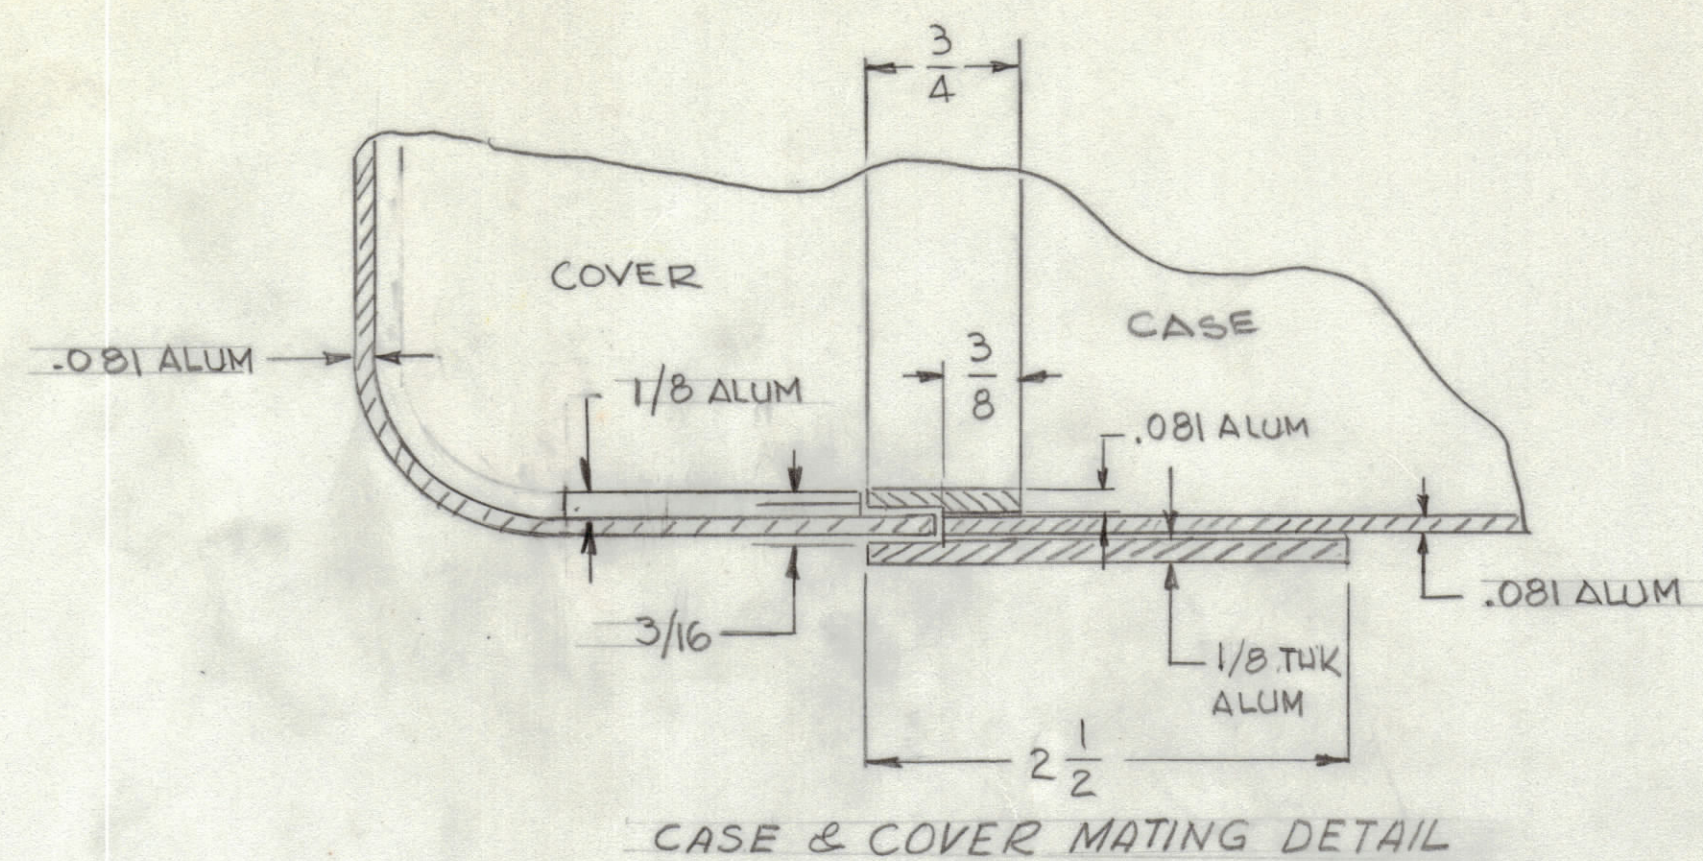 3/4
COVER
CASE
.081 ALUM
1/8 ALUM
3/8
.081 ALUM
.081 ALUM
3/16
1/8 THK
ALUM
2 1/2
CASE & COVER MATING DETAIL